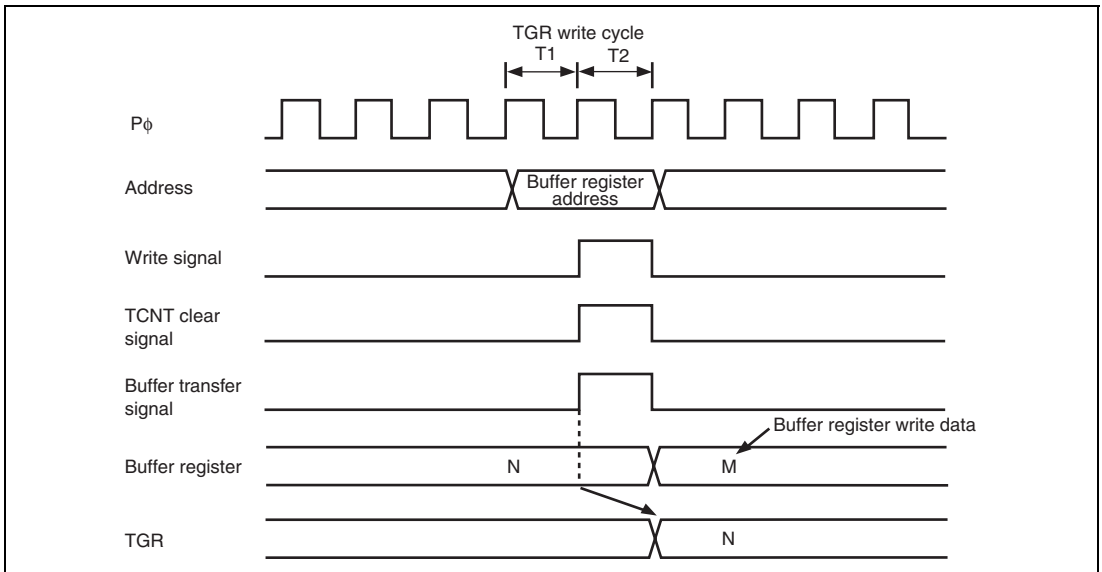 TGR write cycle
T1 T2
Pϕ
Address
Buffer register
address
Write signal
TCNT clear
signal
Buffer transfer
signal
Buffer register write data
Buffer register
N
M
TGR
N